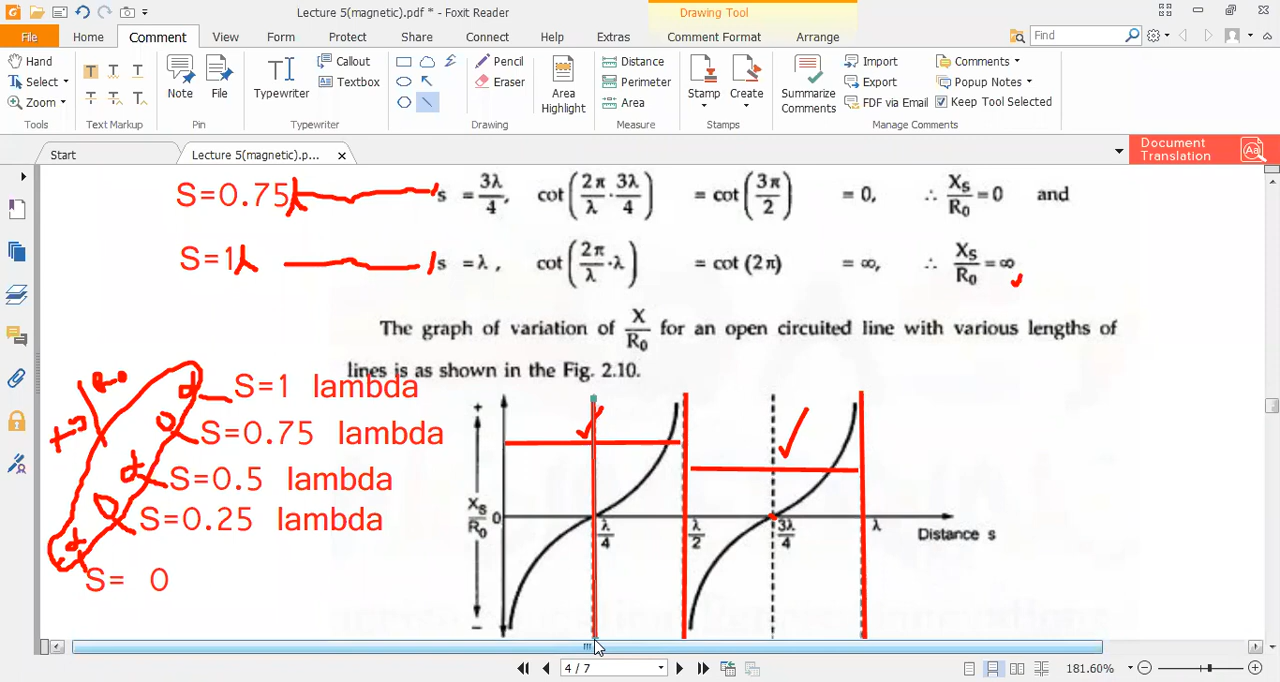 Lecture 5(magnetic).pdf * - Foxit Reader
Drawing Tool
File Home Comment View Form Protect Share Connect Help Extras Comment Format Arrange
Find
Hand
Select
Zoom
Tools
Text Markup
Note
File
Pin
Typewriter
Callout
Textbox
Typewriter
Pencil
Eraser
Drawing
Area
Highlight
Distance
Perimeter
Area
Measure
Stamp
Create
Stamps
Summarize
Comments
Import
Export
FDF via Email
Comments
Popup Notes
Keep Tool Selected
Manage Comments
Start
Lecture 5(magnetic).p...
Document
Translation
S=0.75λ s = 3λ/4, cot(2π/λ · 3λ/4) = cot(3π/2) = 0, ∴ Xs/R0 = 0 and
S=1λ s = λ, cot(2π/λ · λ) = cot (2π) = ∞, ∴ Xs/R0 = ∞
The graph of variation of X/R0 for an open circuited line with various lengths of
lines is as shown in the Fig. 2.10.
S=1 lambda
S=0.75 lambda
S=0.5 lambda
S=0.25 lambda
S= 0
+
Xs/R0
0
−
λ/4
λ/2
3λ/4
λ
Distance s
4 / 7
181.60%